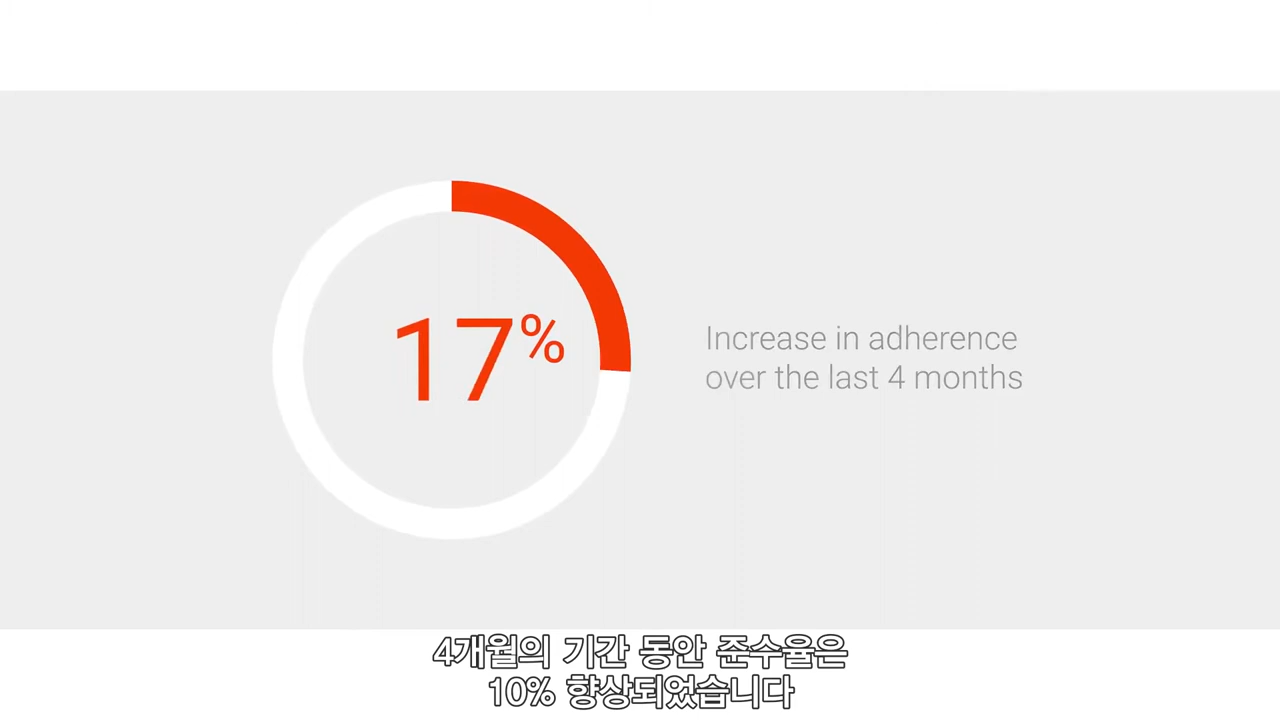 17%
Increase in adherence
over the last 4 months
4개월의 기간 동안 준수율은
10% 향상되었습니다